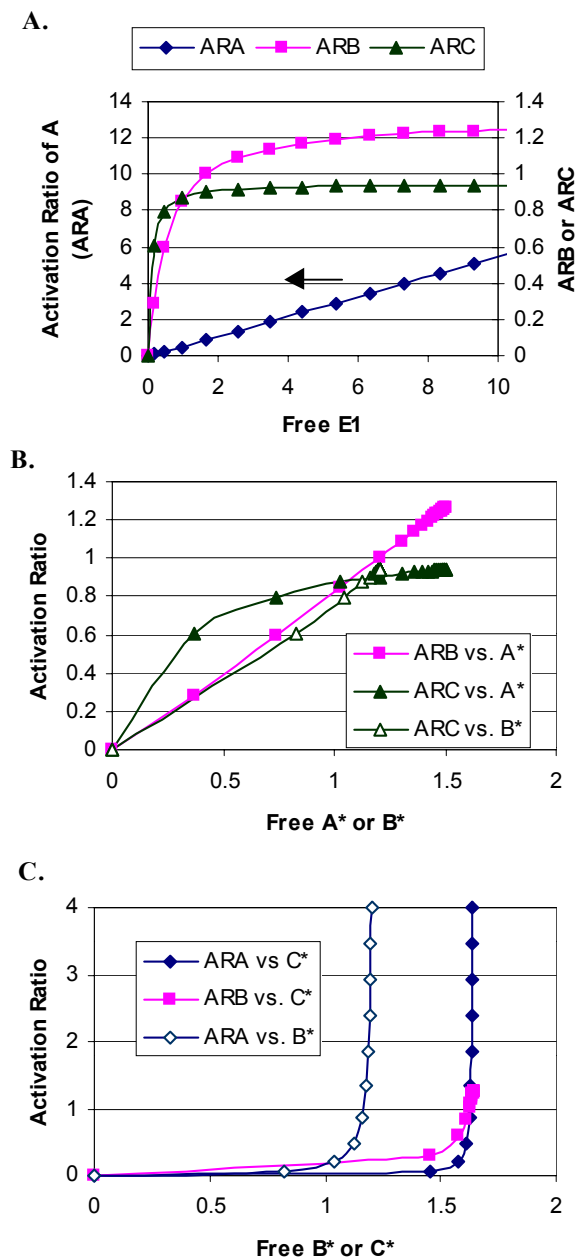 A.
ARA ARB ARC
Activation Ratio of A
(ARA)
14
12
10
8
6
4
2
0
1.4
1.2
1
0.8
0.6
0.4
0.2
0
ARB or ARC
0 2 4 6 8 10
Free E1
B.
Activation Ratio
1.4
1.2
1
0.8
0.6
0.4
0.2
0
ARB vs. A*
ARC vs. A*
ARC vs. B*
0 0.5 1 1.5 2
Free A* or B*
C.
Activation Ratio
4
3
2
1
0
ARA vs C*
ARB vs. C*
ARA vs. B*
0 0.5 1 1.5 2
Free B* or C*